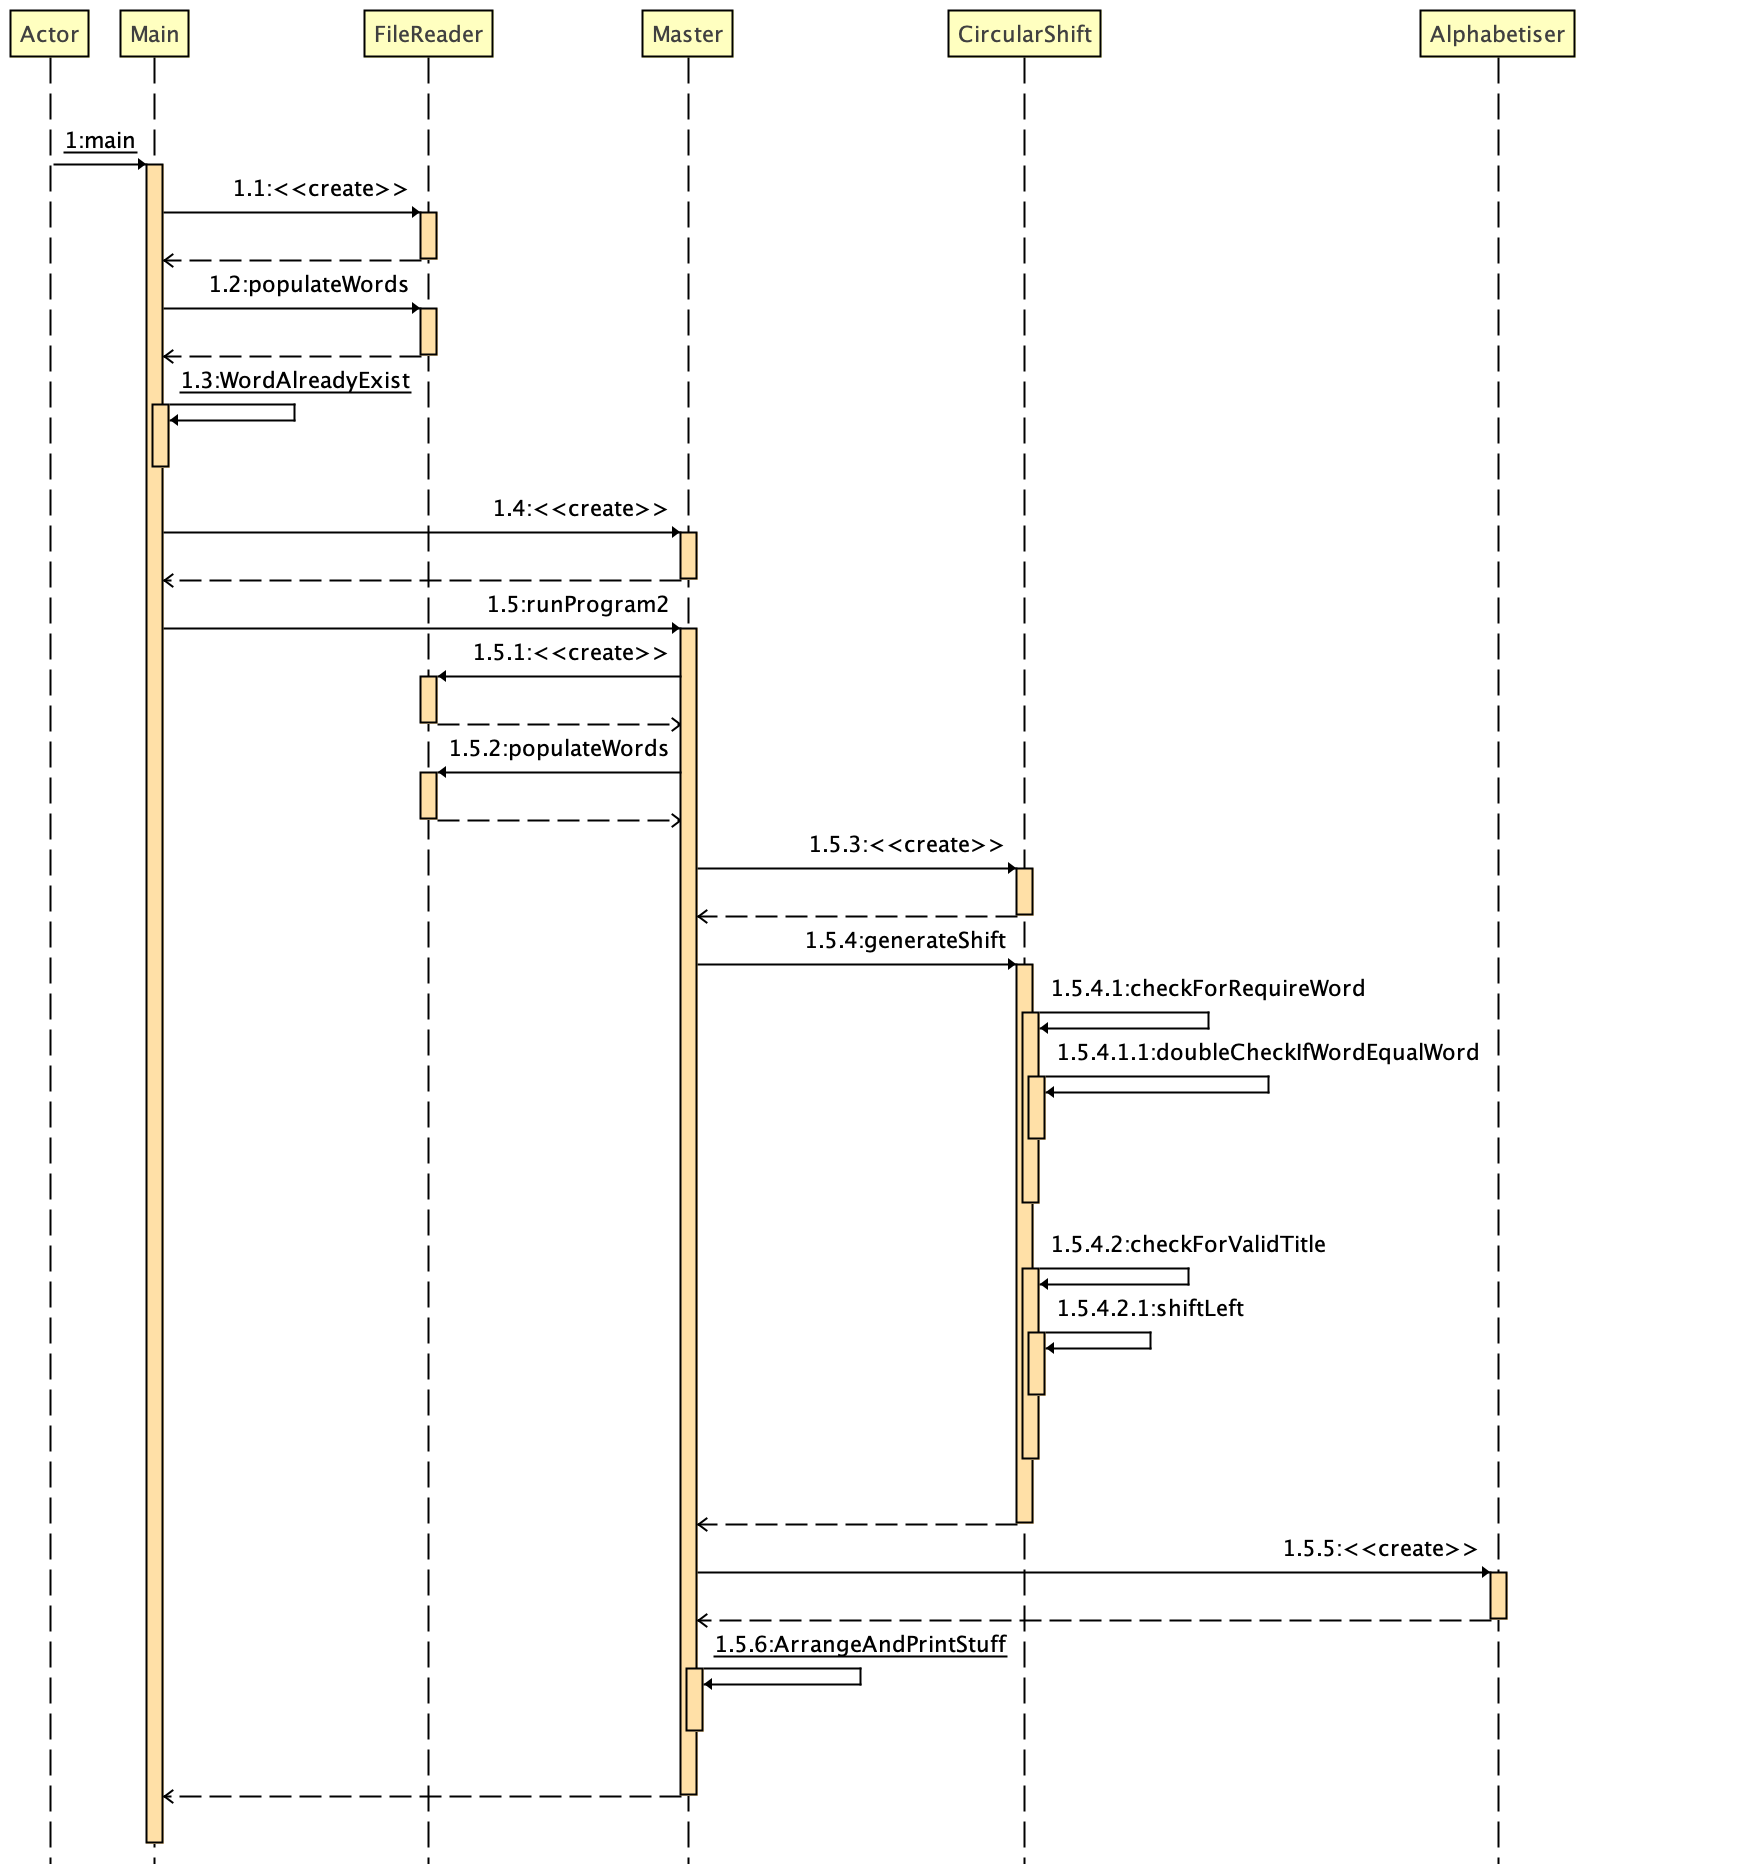 Actor
Main
FileReader
Master
CircularShift
Alphabetiser
1:main
1.1:<<create>>
1.2:populateWords
1.3:WordAlreadyExist
1.4:<<create>>
1.5:runProgram2
1.5.1:<<create>>
1.5.2:populateWords
1.5.3:<<create>>
1.5.4:generateShift
1.5.4.1:checkForRequireWord
1.5.4.1.1:doubleCheckIfWordEqualWord
1.5.4.2:checkForValidTitle
1.5.4.2.1:shiftLeft
1.5.5:<<create>>
1.5.6:ArrangeAndPrintStuff